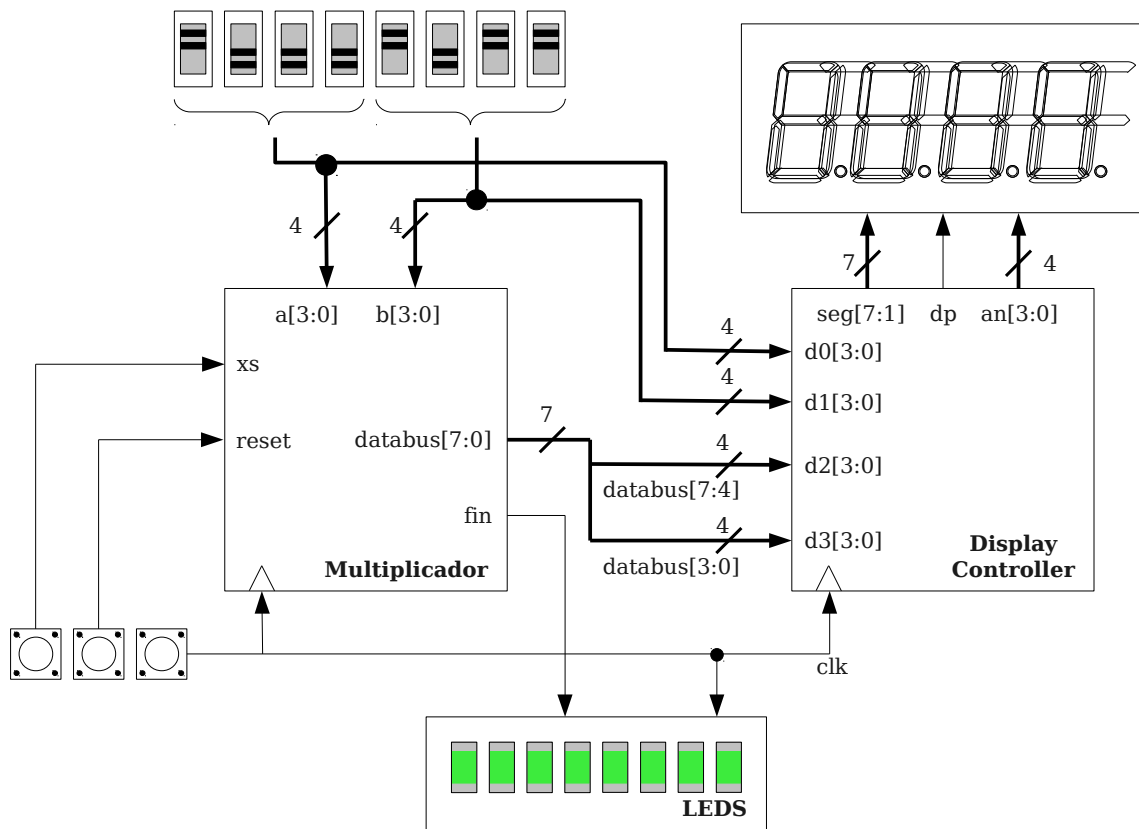 4
4
7
4
a[3:0]
b[3:0]
seg[7:1]
dp
an[3:0]
4
d0[3:0]
xs
4
d1[3:0]
7
reset
databus[7:0]
4
d2[3:0]
databus[7:4]
fin
4
d3[3:0]
databus[3:0]
Multiplicador
Display
Controller
clk
LEDS